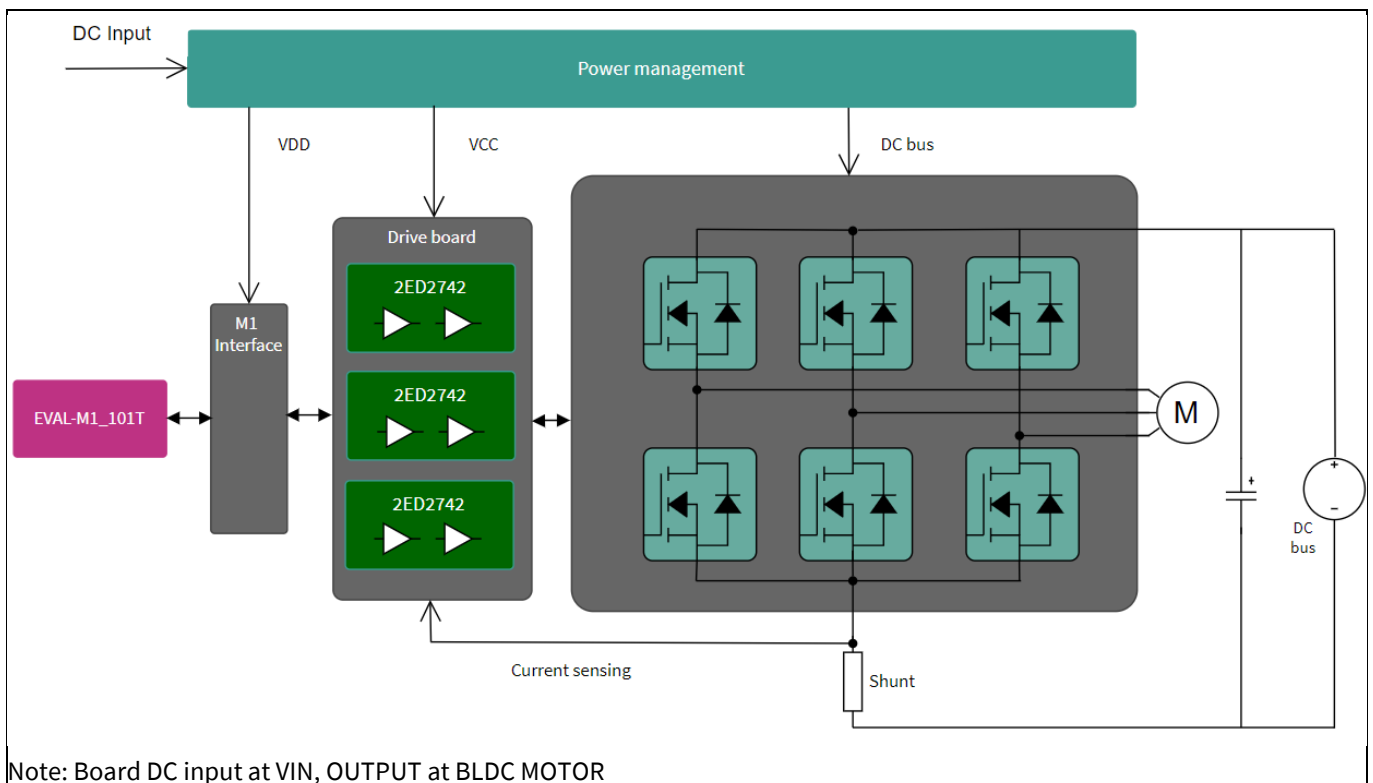 DC Input
Power management
VDD
VCC
DC bus
Drive board
2ED2742
M1
Interface
2ED2742
EVAL-M1_101T
M
2ED2742
+
+
-
DC
bus
Current sensing
Shunt
Note: Board DC input at VIN, OUTPUT at BLDC MOTOR